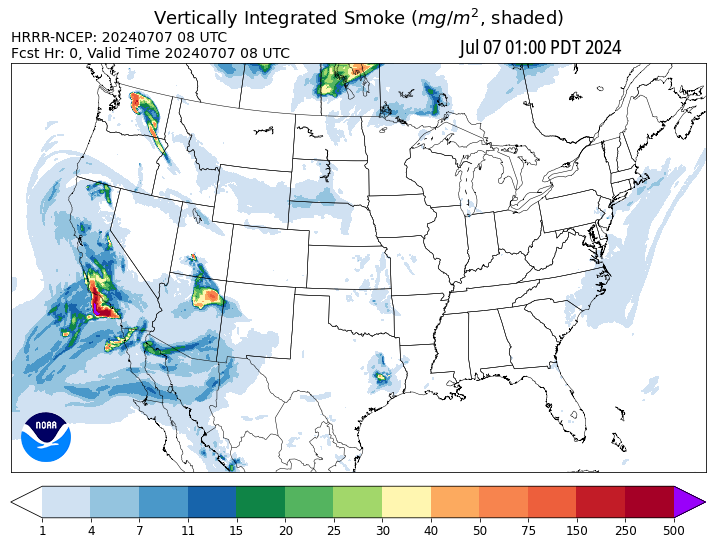 Vertically Integrated Smoke (mg/m², shaded)
HRRR-NCEP: 20240707 08 UTC
Fcst Hr: 0, Valid Time 20240707 08 UTC
Jul 07 01:00 PDT 2024
NOAA
1 4 7 11 15 20 25 30 40 50 75 150 250 500